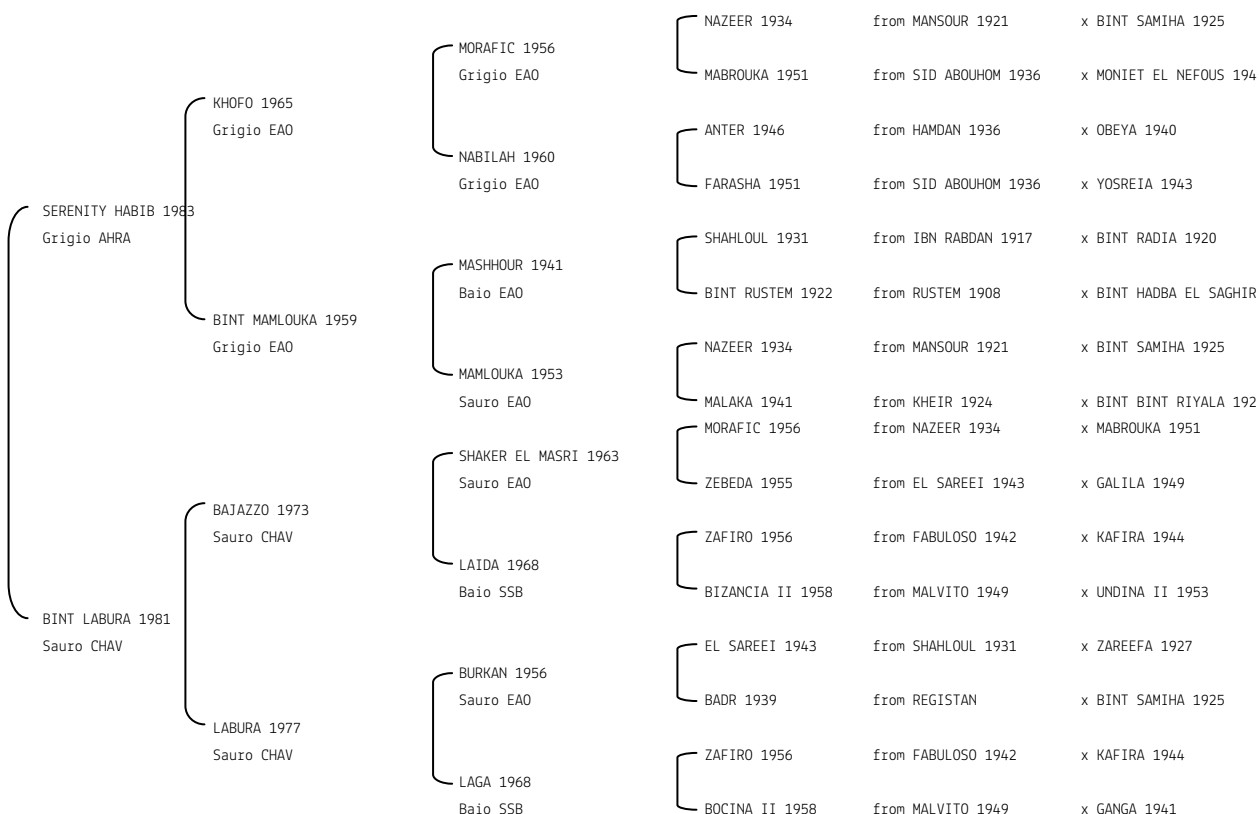 NAZEER 1934 from MANSOUR 1921 x BINT SAMIHA 1925
MORAFIC 1956
Grigio EAO
MABROUKA 1951 from SID ABOUHOM 1936 x MONIET EL NEFOUS 194
KHOFO 1965
Grigio EAO
ANTER 1946 from HAMDAN 1936 x OBEYA 1940
NABILAH 1960
Grigio EAO
FARASHA 1951 from SID ABOUHOM 1936 x YOSREIA 1943
SERENITY HABIB 1983
Grigio AHRA
SHAHLOUL 1931 from IBN RABDAN 1917 x BINT RADIA 1920
MASHHOUR 1941
Baio EAO
BINT RUSTEM 1922 from RUSTEM 1908 x BINT HADBA EL SAGHIR
BINT MAMLOUKA 1959
Grigio EAO
NAZEER 1934 from MANSOUR 1921 x BINT SAMIHA 1925
MAMLOUKA 1953
Sauro EAO
MALAKA 1941 from KHEIR 1924 x BINT BINT RIYALA 192
MORAFIC 1956 from NAZEER 1934 x MABROUKA 1951
SHAKER EL MASRI 1963
Sauro EAO
ZEBEDA 1955 from EL SAREEI 1943 x GALILA 1949
BAJAZZO 1973
Sauro CHAV
ZAFIRO 1956 from FABULOSO 1942 x KAFIRA 1944
LAIDA 1968
Baio SSB
BIZANCIA II 1958 from MALVITO 1949 x UNDINA II 1953
BINT LABURA 1981
Sauro CHAV
EL SAREEI 1943 from SHAHLOUL 1931 x ZAREEFA 1927
BURKAN 1956
Sauro EAO
BADR 1939 from REGISTAN x BINT SAMIHA 1925
LABURA 1977
Sauro CHAV
ZAFIRO 1956 from FABULOSO 1942 x KAFIRA 1944
LAGA 1968
Baio SSB
BOCINA II 1958 from MALVITO 1949 x GANGA 1941